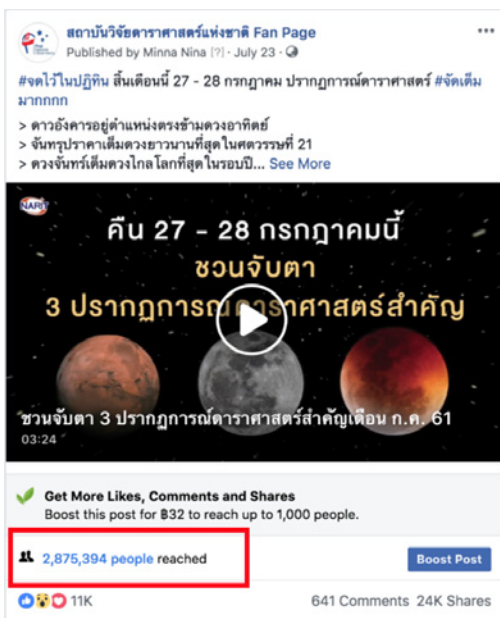 สถาบันวิจัยดาราศาสตร์แห่งชาติ Fan Page
Published by Minna Nina [?] · July 23 ·
#จดไว้ในปฏิทิน สิ้นเดือนนี้ 27 - 28 กรกฎาคม ปรากฏการณ์ดาราศาสตร์ #จัดเต็ม
มากกกก
> ดาวอังคารอยู่ตำแหน่งตรงข้ามดวงอาทิตย์
> จันทรุปราคาเต็มดวงยาวนานที่สุดในศตวรรษที่ 21
> ดวงจันทร์เต็มดวงไกลโลกที่สุดในรอบปี... See More
NARIT
คืน 27 - 28 กรกฎาคมนี้
ชวนจับตา
3 ปรากฏการณ์ดาราศาสตร์สำคัญ
ชวนจับตา 3 ปรากฏการณ์ดาราศาสตร์สำคัญเดือน ก.ค. 61
03:24
Get More Likes, Comments and Shares
Boost this post for ฿32 to reach up to 1,000 people.
2,875,394 people reached
Boost Post
11K
641 Comments 24K Shares